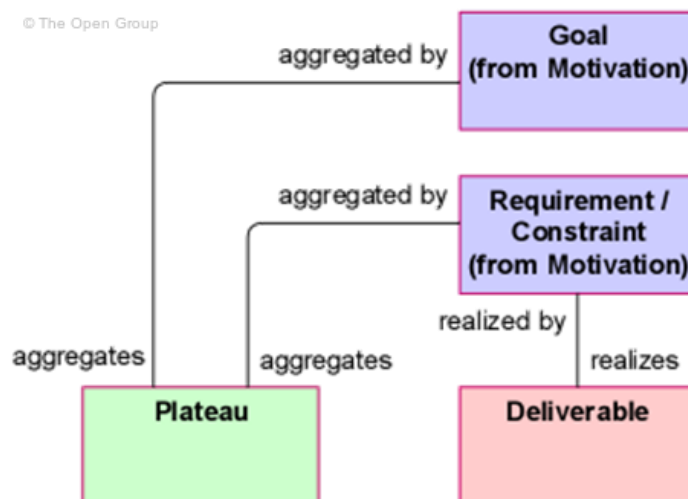 © The Open Group
Goal
(from Motivation)
aggregated by
aggregated by
Requirement /
Constraint
(from Motivation)
realized by
realizes
aggregates
aggregates
Plateau
Deliverable